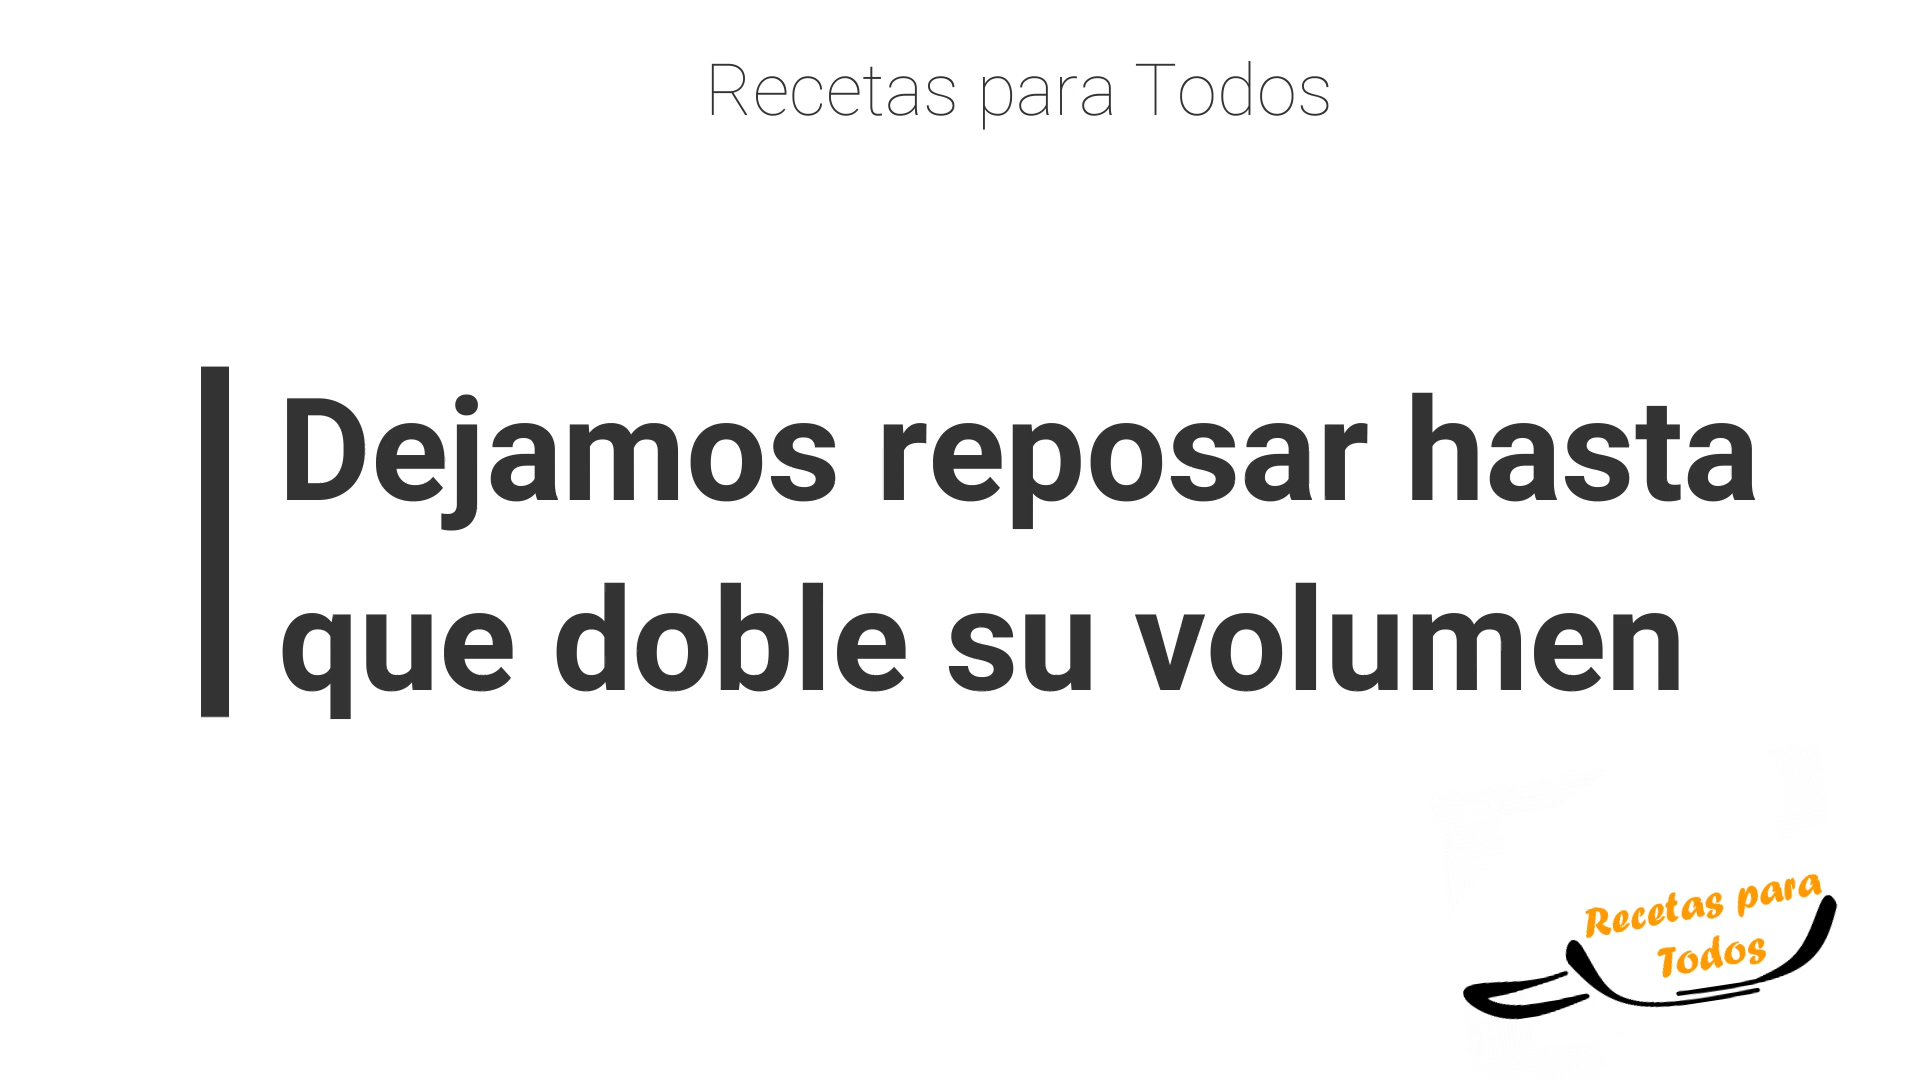 Recetas para Todos
Dejamos reposar hasta
que doble su volumen
Recetas para
Todos